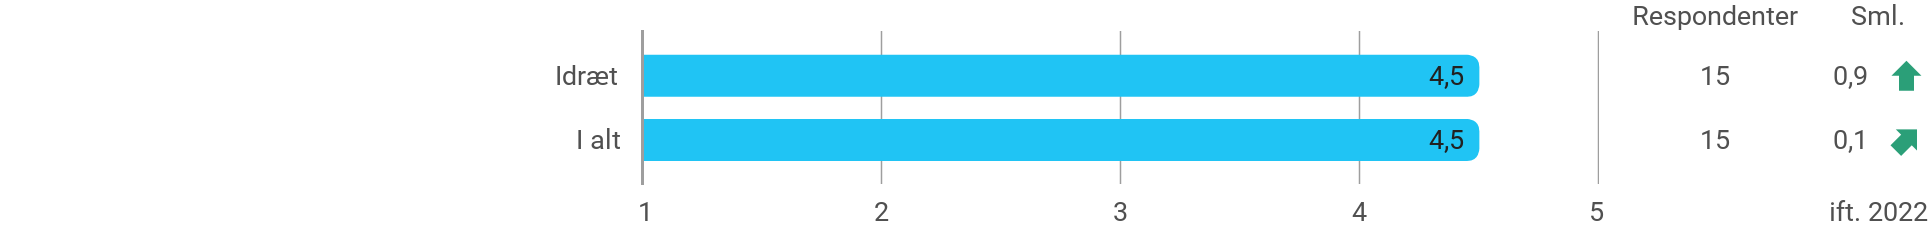 Respondenter Sml.
Idræt 4,5 15 0,9
I alt 4,5 15 0,1
1 2 3 4 5 ift. 2022